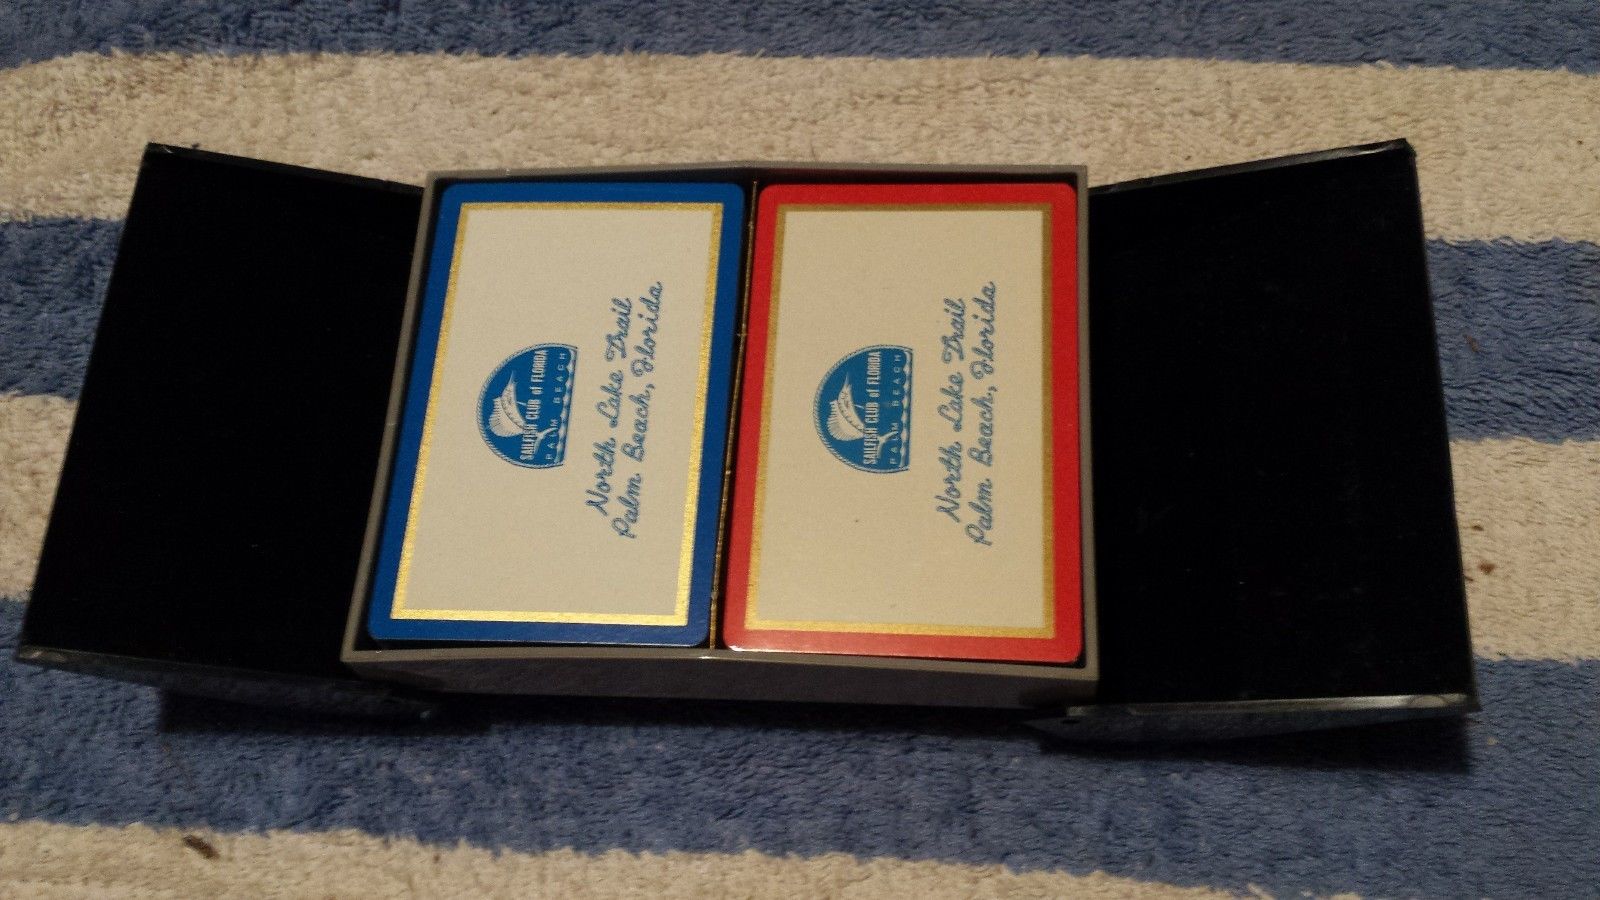 SAILFISH CLUB of FLORIDA
PALM BEACH
North Lake Trail
Palm Beach, Florida
SAILFISH CLUB of FLORIDA
PALM BEACH
North Lake Trail
Palm Beach, Florida